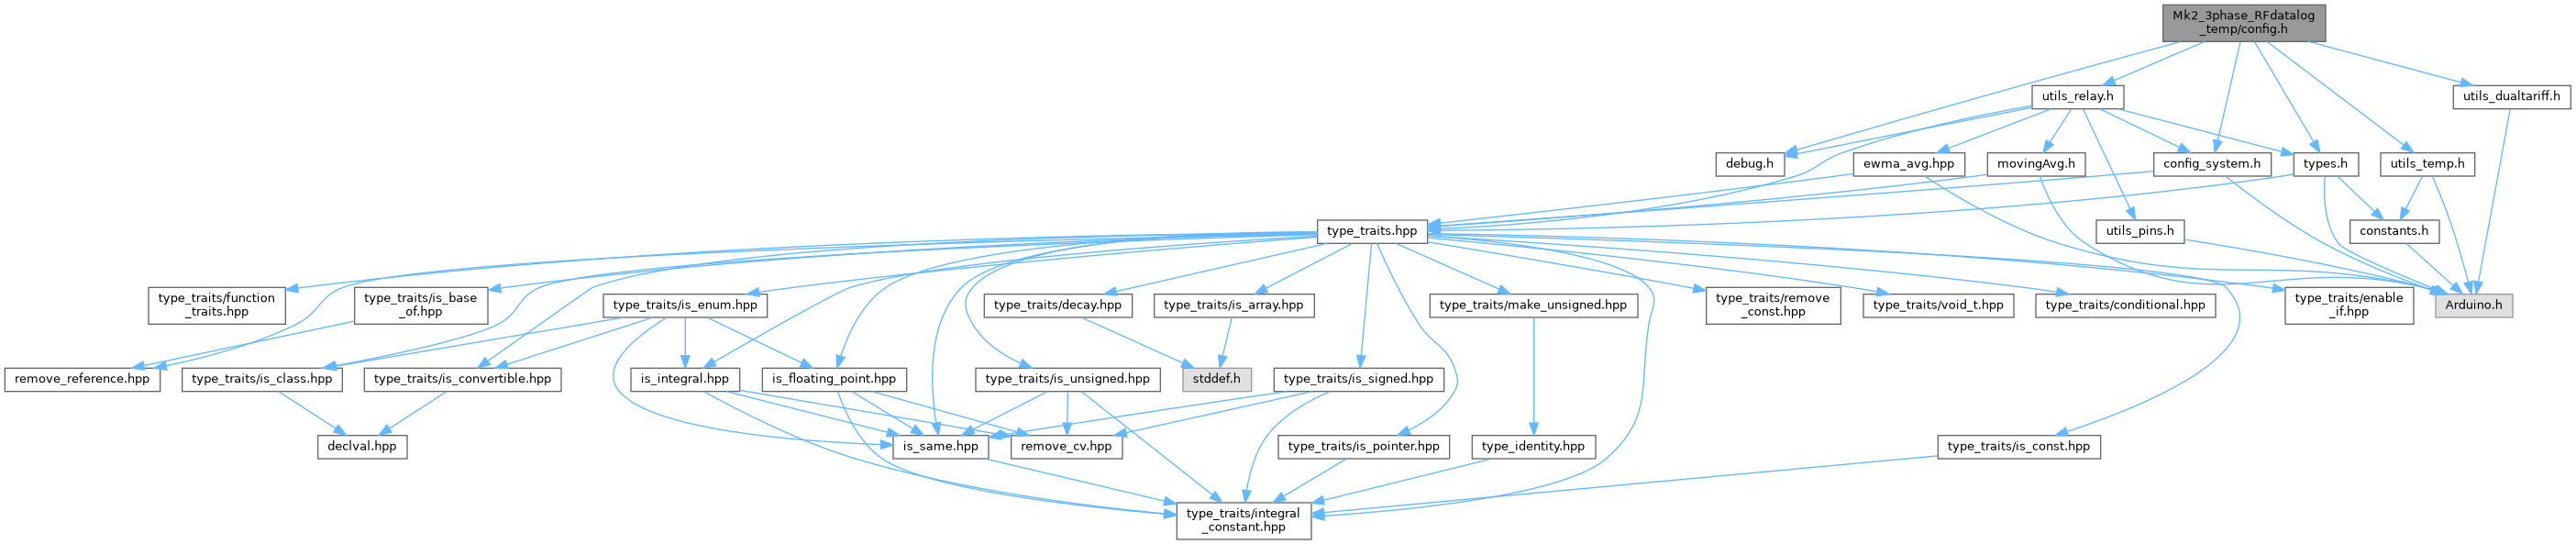 Mk2_3phase_RFdatalog
_temp/config.h
utils_relay.h
utils_dualtariff.h
debug.h
ewma_avg.hpp
movingAvg.h
config_system.h
types.h
utils_temp.h
type_traits.hpp
utils_pins.h
constants.h
type_traits/function
_traits.hpp
type_traits/is_base
_of.hpp
type_traits/is_enum.hpp
type_traits/decay.hpp
type_traits/is_array.hpp
type_traits/make_unsigned.hpp
type_traits/remove
_const.hpp
type_traits/void_t.hpp
type_traits/conditional.hpp
type_traits/enable
_if.hpp
Arduino.h
remove_reference.hpp
type_traits/is_class.hpp
type_traits/is_convertible.hpp
is_integral.hpp
is_floating_point.hpp
type_traits/is_unsigned.hpp
stddef.h
type_traits/is_signed.hpp
declval.hpp
is_same.hpp
remove_cv.hpp
type_traits/is_pointer.hpp
type_identity.hpp
type_traits/is_const.hpp
type_traits/integral
_constant.hpp